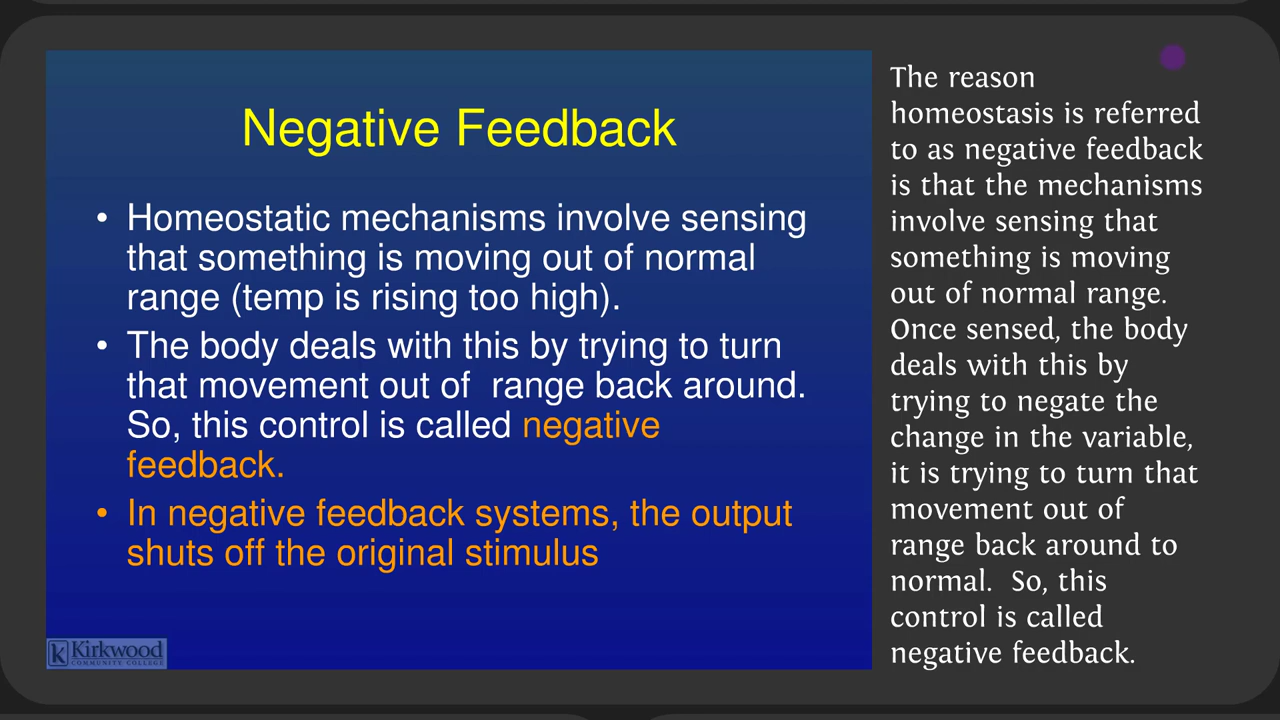 Negative Feedback
• Homeostatic mechanisms involve sensing
that something is moving out of normal
range (temp is rising too high).
• The body deals with this by trying to turn
that movement out of  range back around.
So, this control is called negative
feedback.
• In negative feedback systems, the output
shuts off the original stimulus
Kirkwood
COMMUNITY COLLEGE
The reason
homeostasis is referred
to as negative feedback
is that the mechanisms
involve sensing that
something is moving
out of normal range.
Once sensed, the body
deals with this by
trying to negate the
change in the variable,
it is trying to turn that
movement out of
range back around to
normal.  So, this
control is called
negative feedback.